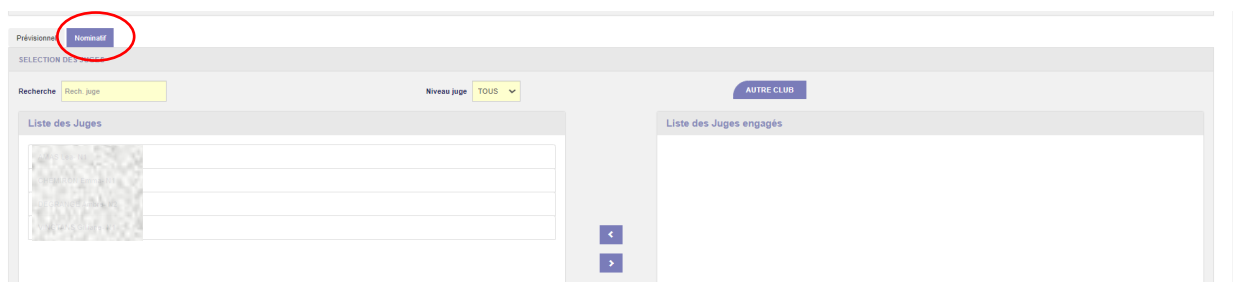 Prévisionnel Nominatif
SELECTION DES JUGES
Recherche Rech. juge Niveau juge TOUS AUTRE CLUB
Liste des Juges Liste des Juges engagés